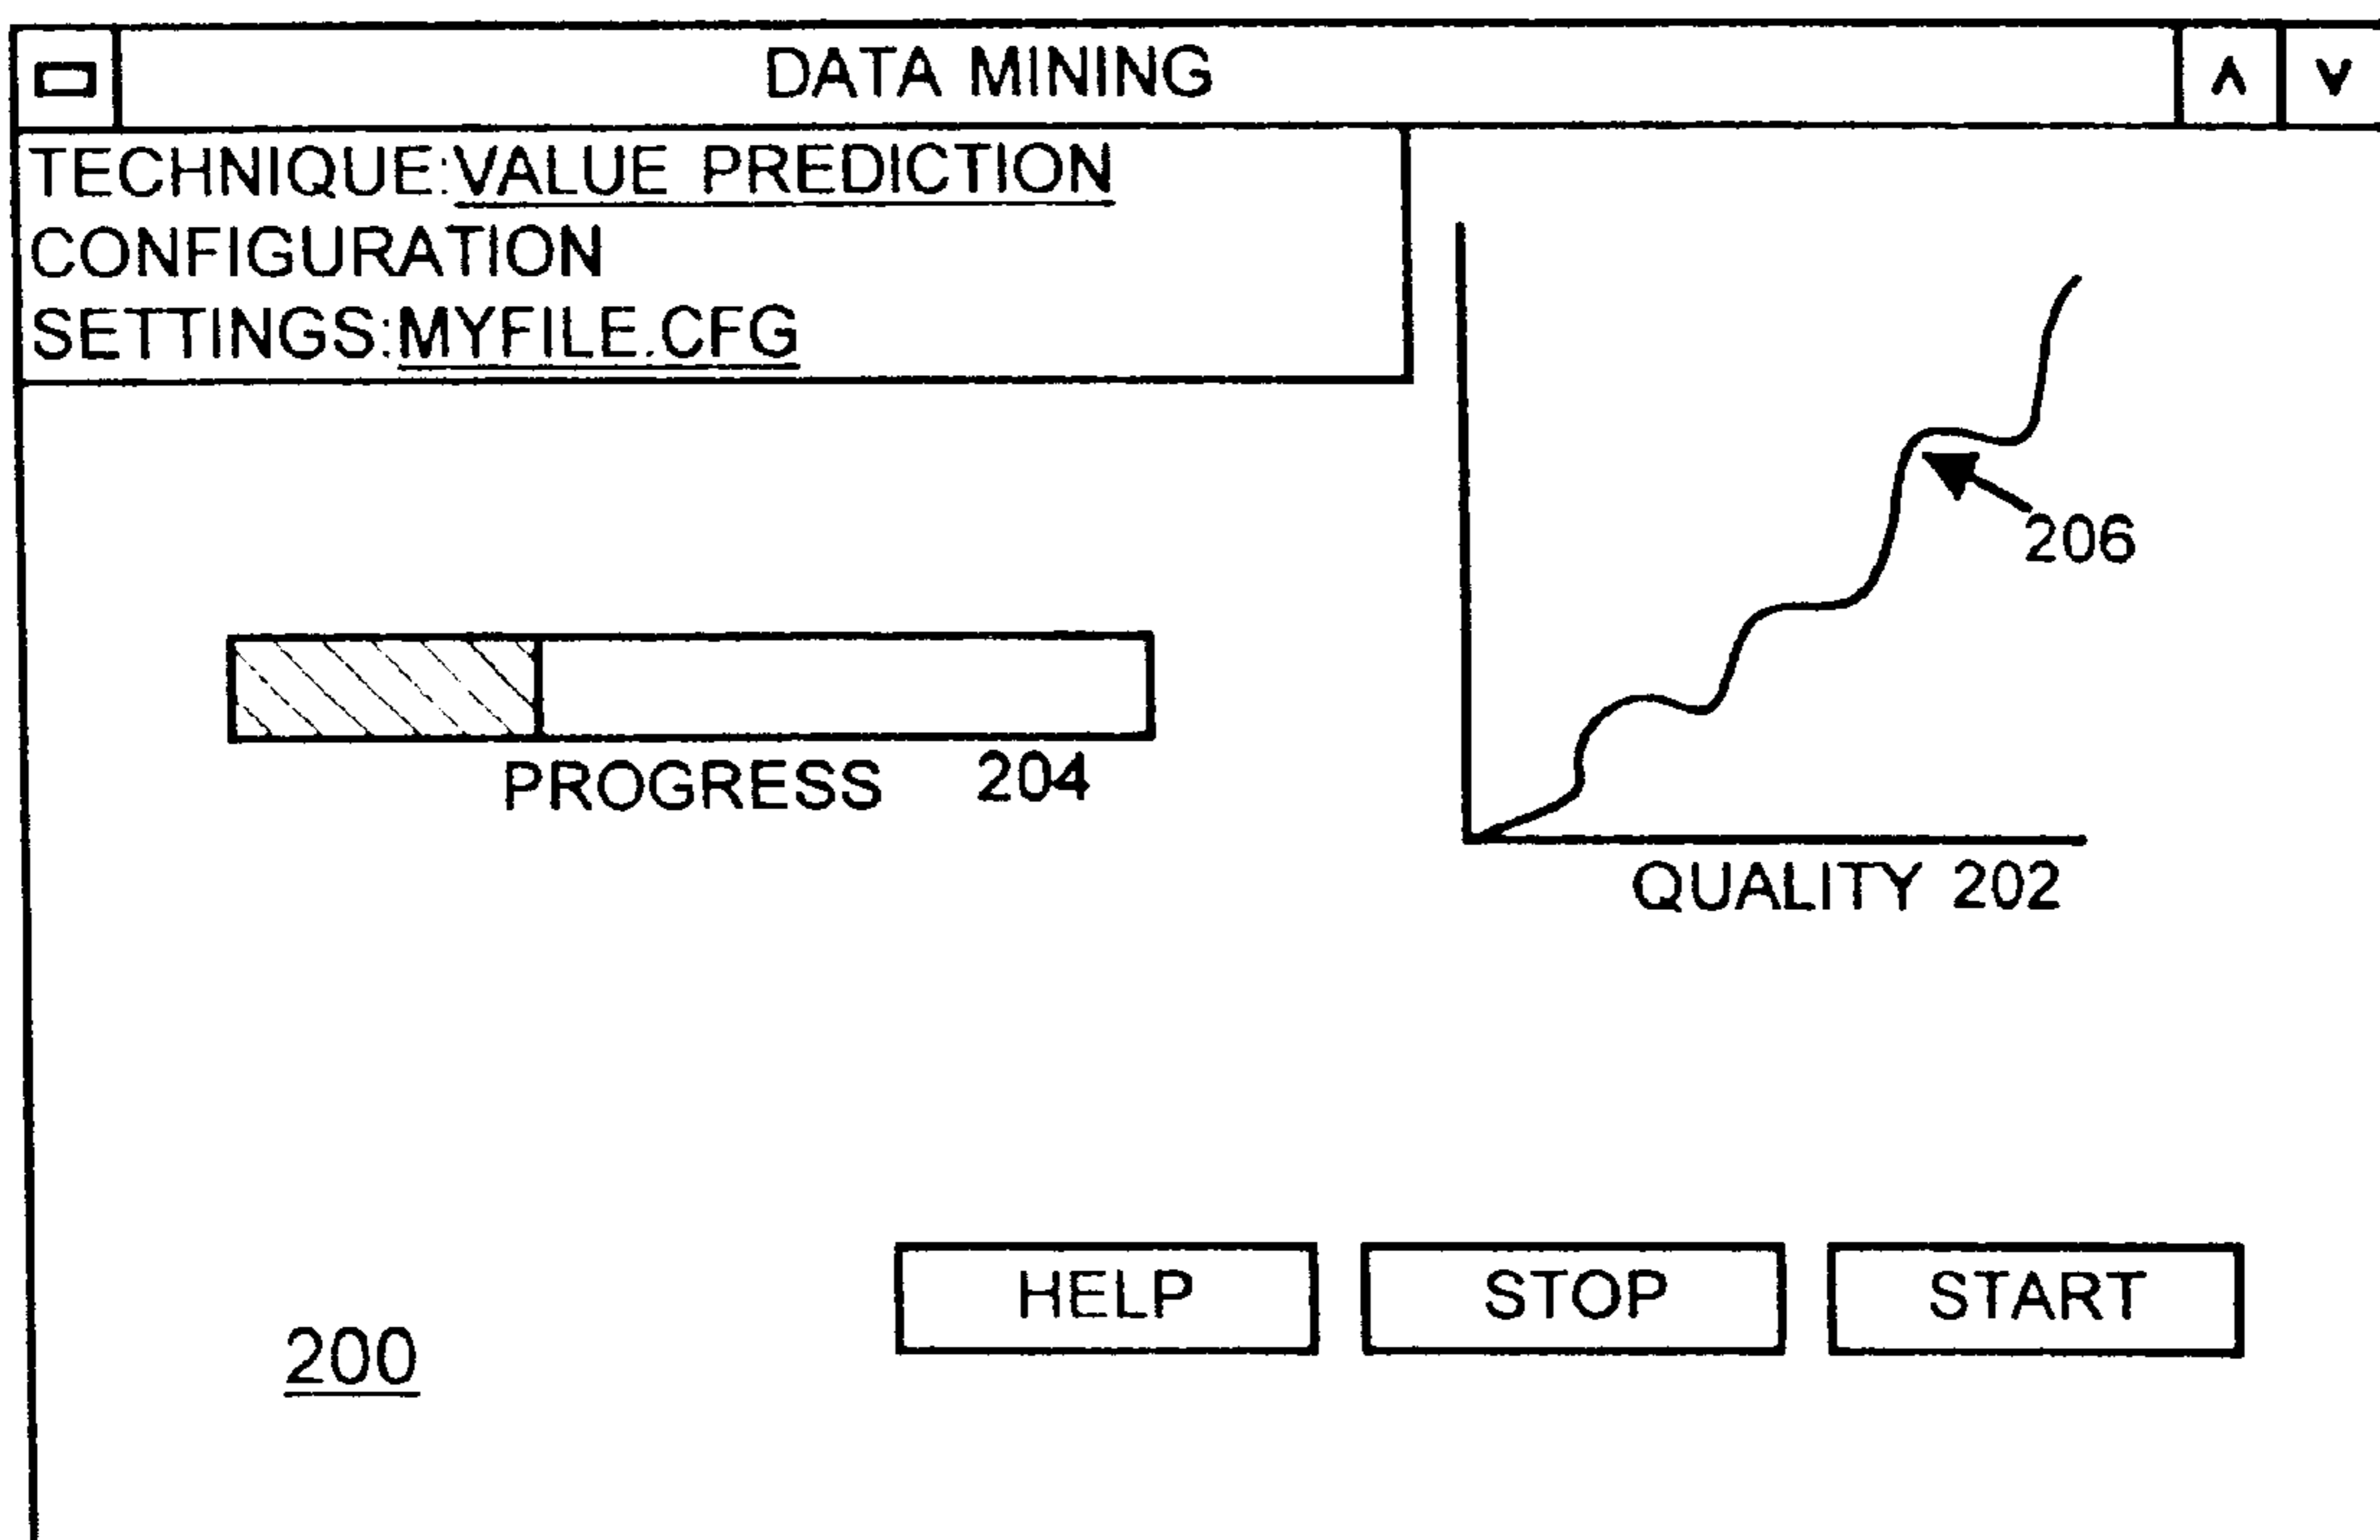 DATA MINING
TECHNIQUE:VALUE PREDICTION
CONFIGURATION
SETTINGS:MYFILE.CFG
206
PROGRESS 204
QUALITY 202
HELP STOP START
200